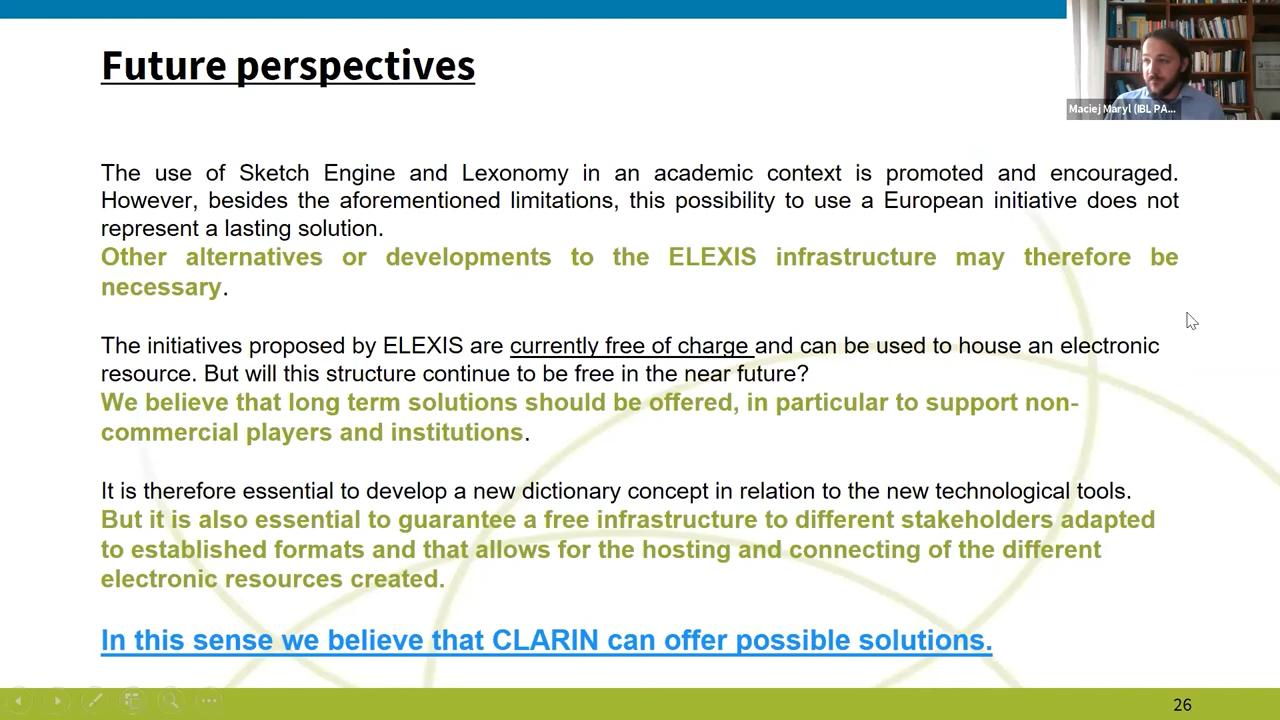 Future perspectives
Maciej Maryl (IBL PA...
The use of Sketch Engine and Lexonomy in an academic context is promoted and encouraged.
However, besides the aforementioned limitations, this possibility to use a European initiative does not
represent a lasting solution.
Other alternatives or developments to the ELEXIS infrastructure may therefore be
necessary.
The initiatives proposed by ELEXIS are currently free of charge and can be used to house an electronic
resource. But will this structure continue to be free in the near future?
We believe that long term solutions should be offered, in particular to support non-
commercial players and institutions.
It is therefore essential to develop a new dictionary concept in relation to the new technological tools.
But it is also essential to guarantee a free infrastructure to different stakeholders adapted
to established formats and that allows for the hosting and connecting of the different
electronic resources created.
In this sense we believe that CLARIN can offer possible solutions.
26